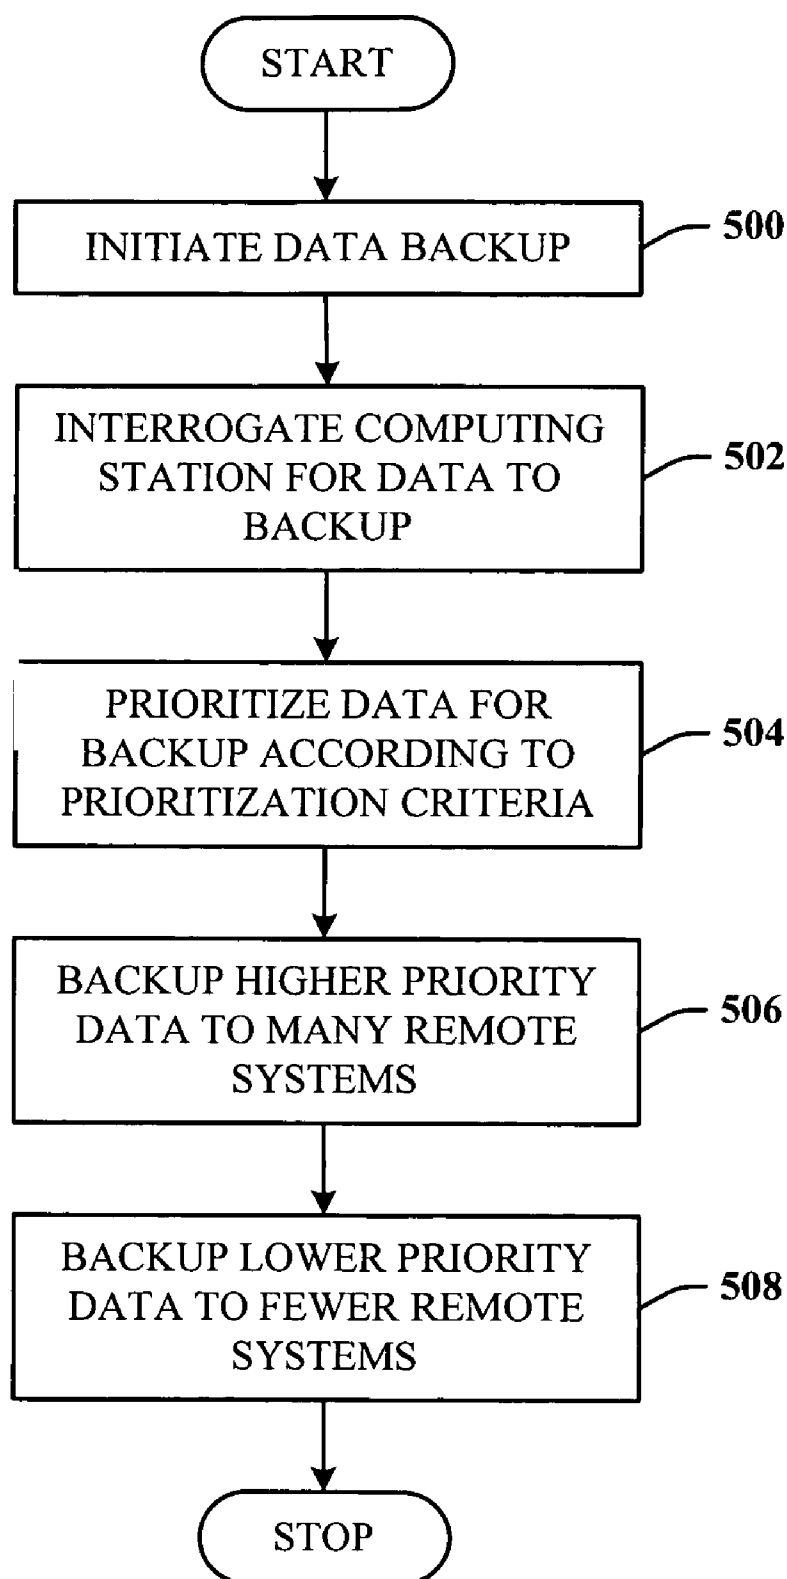 START
INITIATE DATA BACKUP
500
INTERROGATE COMPUTING
STATION FOR DATA TO
BACKUP
502
PRIORITIZE DATA FOR
BACKUP ACCORDING TO
PRIORITIZATION CRITERIA
504
BACKUP HIGHER PRIORITY
DATA TO MANY REMOTE
SYSTEMS
506
BACKUP LOWER PRIORITY
DATA TO FEWER REMOTE
SYSTEMS
508
STOP